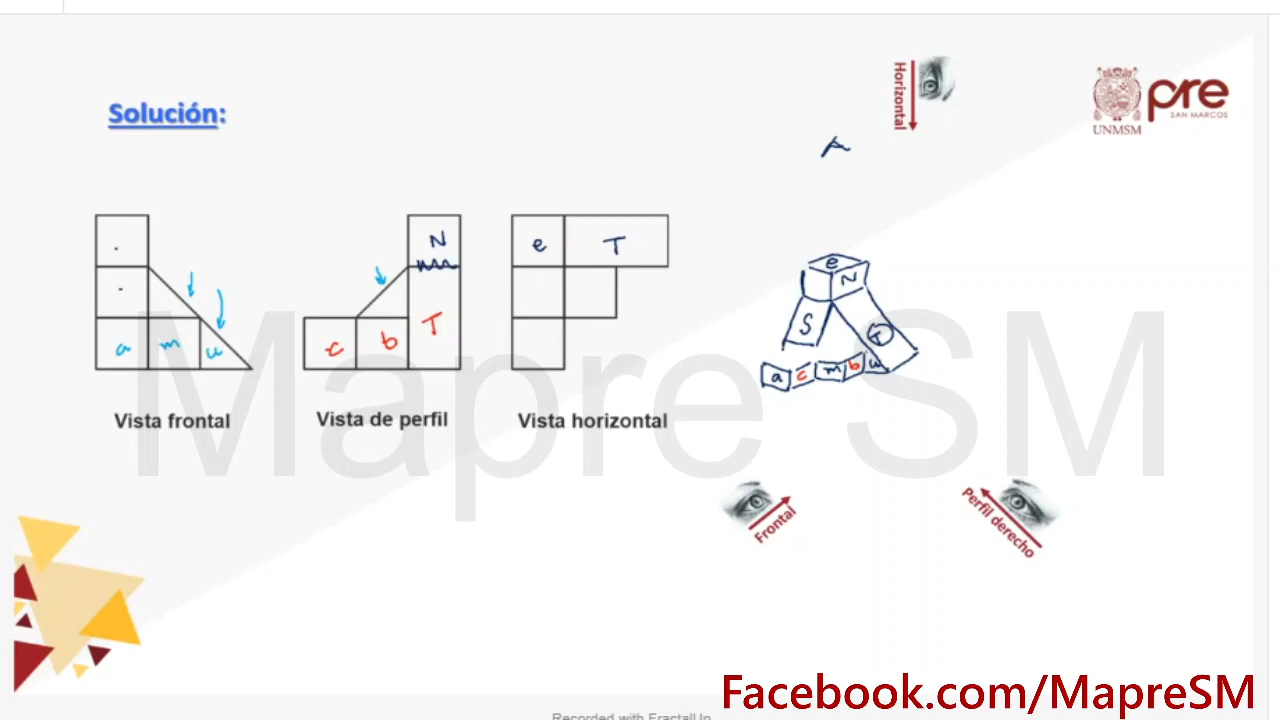 Horizontal
pre
SAN MARCOS
UNMSM
Solución:
A
N
e
T
e
N
S
T
a
m
u
c
b
T
a
c
m
b
u
Vista frontal
Vista de perfil
Vista horizontal
Mapre SM
Frontal
Perfil derecho
Facebook.com/MapreSM